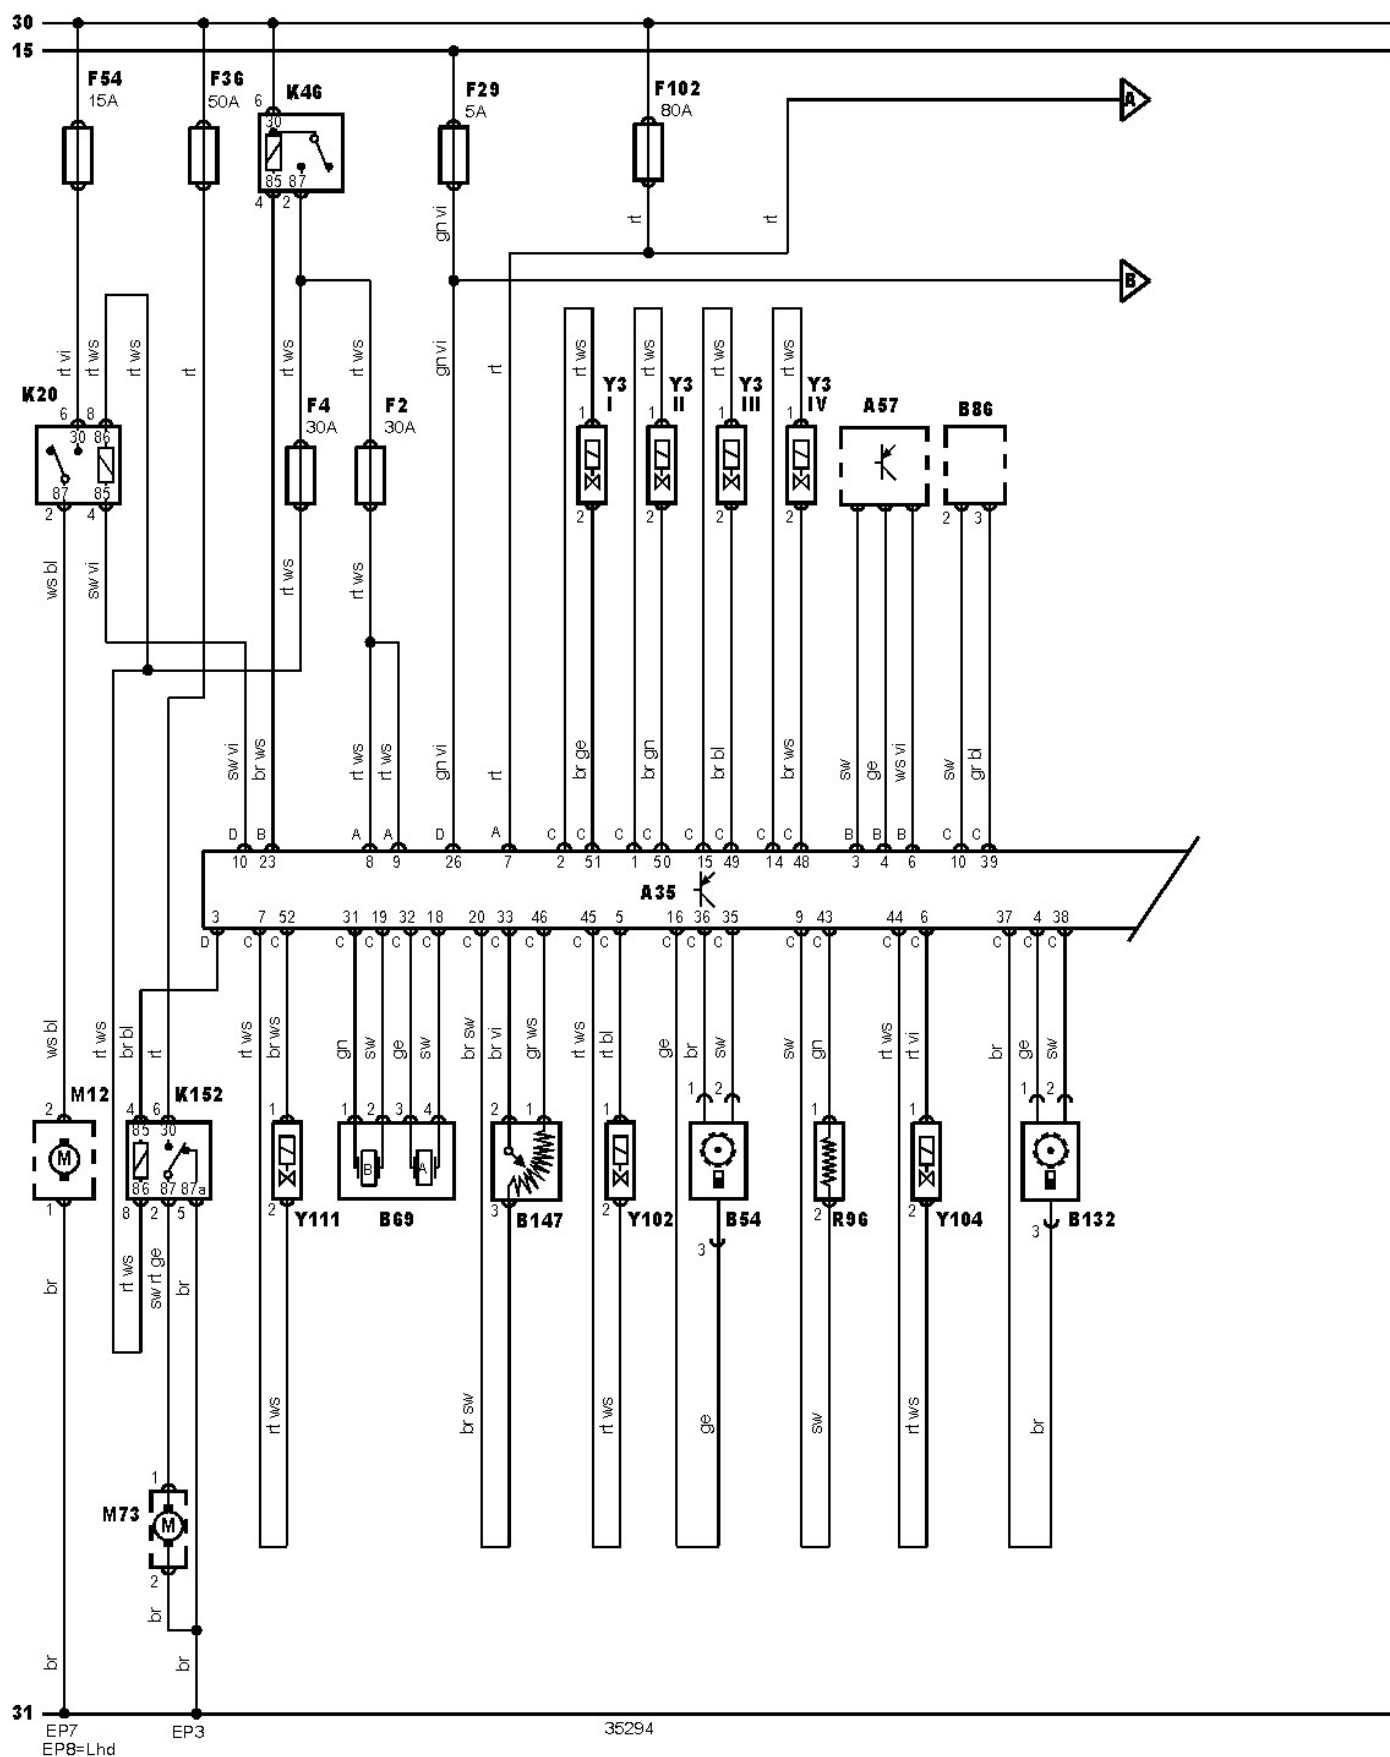 30
15
F54
15A
F36
50A
K46
6
30
85 87
4 2
F29
5A
F102
80A
A
B
gn vi
rt
rt
rt vi
rt ws
rt ws
rt
rt ws
rt ws
gn vi
rt
rt ws
rt ws
rt ws
rt ws
K20
6 8
30 86
87 85
2 4
F4
30A
F2
30A
1 Y3 I 2
1 Y3 II 2
1 Y3 III 2
1 Y3 IV 2
A57
B86
2 3
ws bl
sw vi
rt ws
rt ws
sw vi
br ws
rt ws
rt ws
gn vi
rt
br ge
br gn
br bl
br ws
sw
ge
ws vi
sw
gr bl
D B A A D A C C C C C C C C B B B C C
10 23 8 9 26 7 2 51 1 50 15 49 14 48 3 4 6 10 39
A35
3 7 52 31 19 32 18 20 33 46 45 5 16 36 35 9 43 44 6 37 4 38
D C C C C C C C C C C C C C C C C C C C C C
ws bl
rt ws
br bl
rt
rt ws
br ws
gn
sw
ge
sw
br sw
br vi
gr ws
rt ws
rt bl
ge
br
sw
sw
gn
rt ws
rt vi
br
ge
sw
M12
2
M
1
K152
4 6
85 30
86 87 87a
8 2 5
1
2
Y111
1 2 3 4
B A
B69
2 1
3
B147
1
2
Y102
1 2
3
B54
1
2
R96
1
2
Y104
1 2
3
B132
br
rt ws
sw rt ge
br
rt ws
br sw
rt ws
ge
sw
rt ws
br
M73
1
M
2
br
br
br
31
EP7
EP8=Lhd
EP3
35294